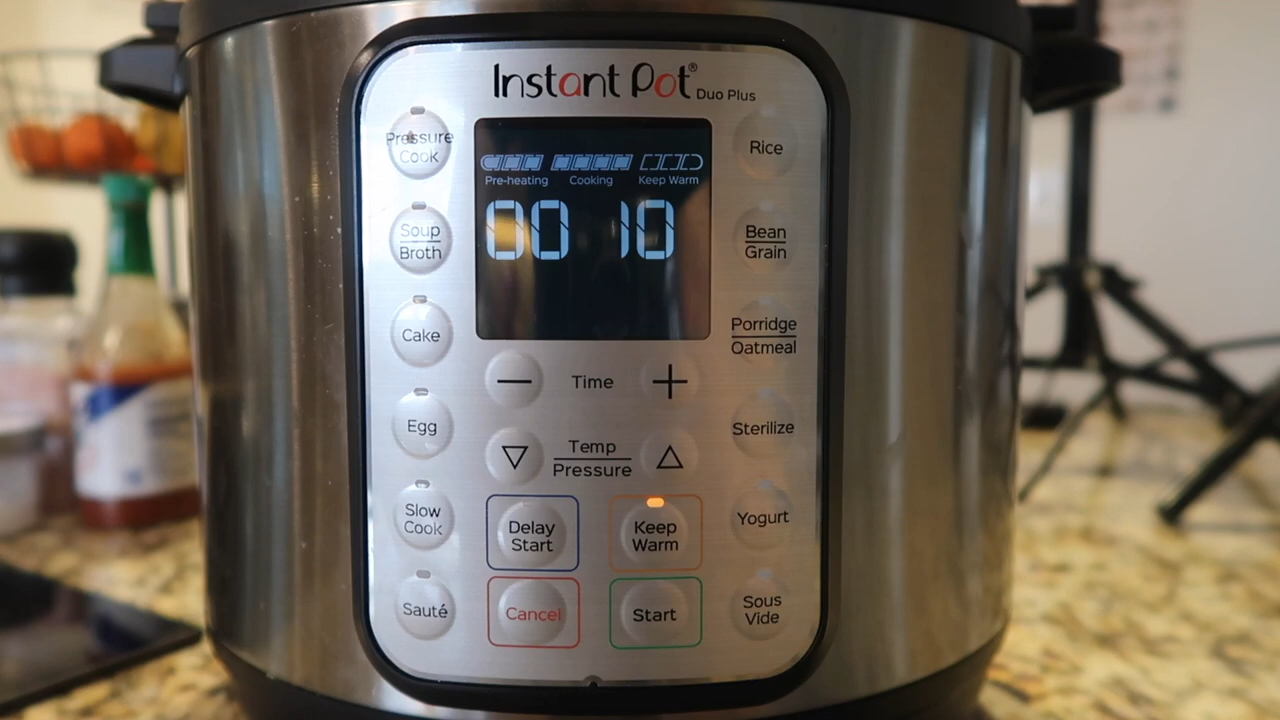 Instant Pot® Duo Plus
Pre-heating Cooking Keep Warm
00 10
Pressure
Cook
Soup
Broth
Cake
Egg
Slow
Cook
Sauté
Time
Temp
Pressure
Delay
Start
Keep
Warm
Cancel
Start
Rice
Bean
Grain
Porridge
Oatmeal
Sterilize
Yogurt
Sous
Vide